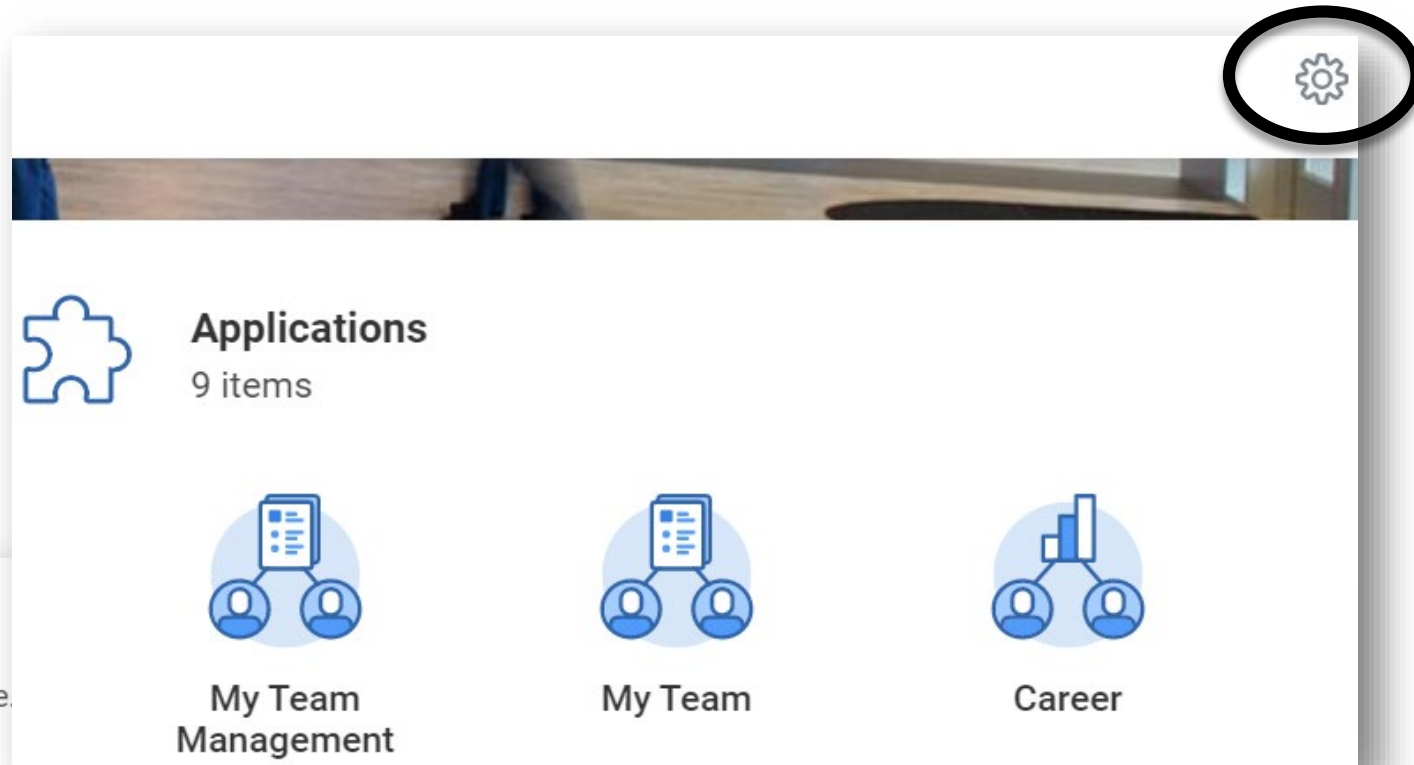 Applications
9 items
My Team
Management
My Team
Career
e.